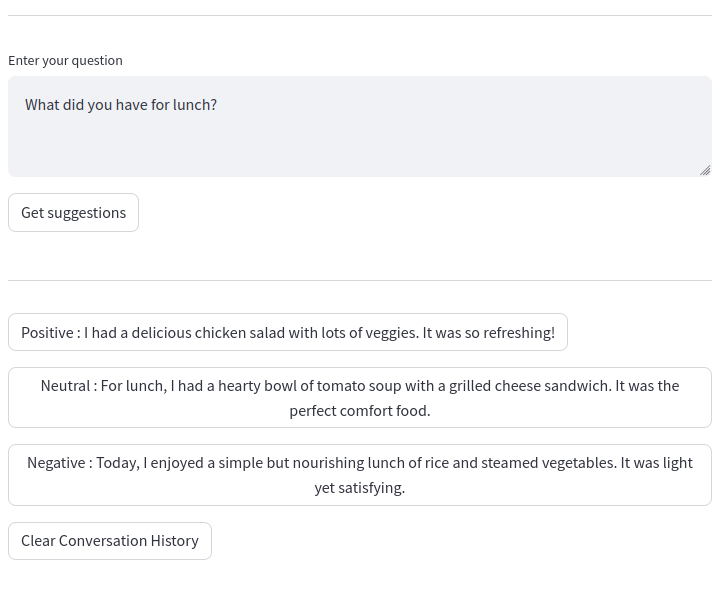 Enter your question
What did you have for lunch?
Get suggestions
Positive : I had a delicious chicken salad with lots of veggies. It was so refreshing!
Neutral : For lunch, I had a hearty bowl of tomato soup with a grilled cheese sandwich. It was the
perfect comfort food.
Negative : Today, I enjoyed a simple but nourishing lunch of rice and steamed vegetables. It was light
yet satisfying.
Clear Conversation History